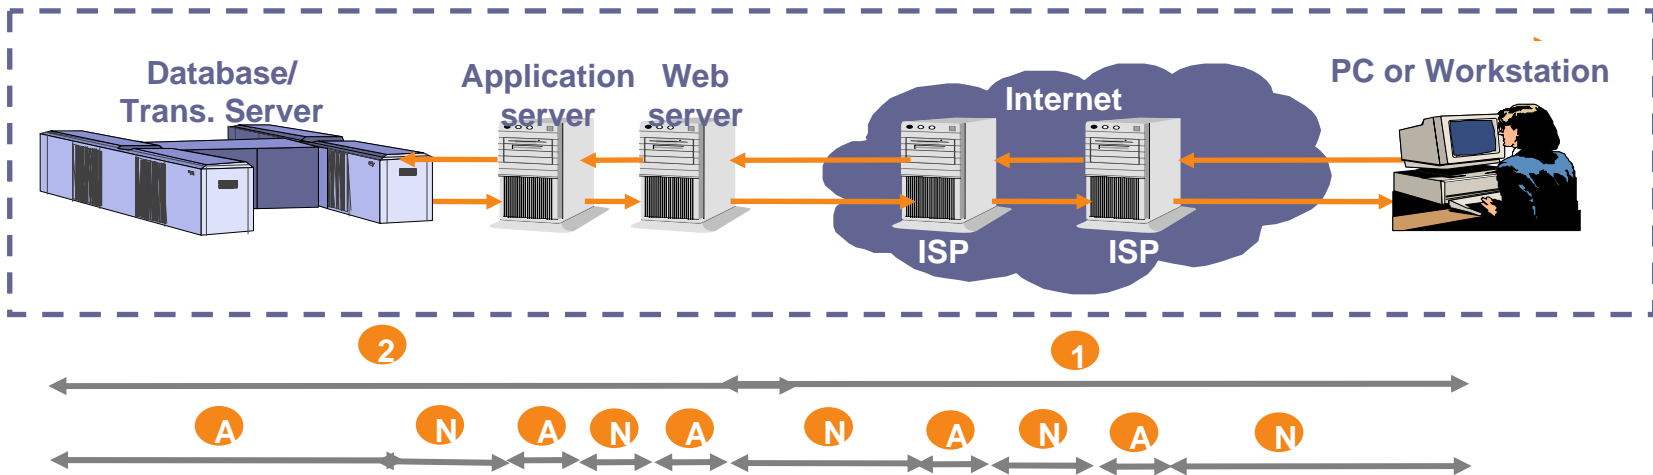 Database/
Trans. Server
Application
server
Web
server
Internet
PC or Workstation
ISP
ISP
2
1
A
N
A
N
A
N
A
N
A
N